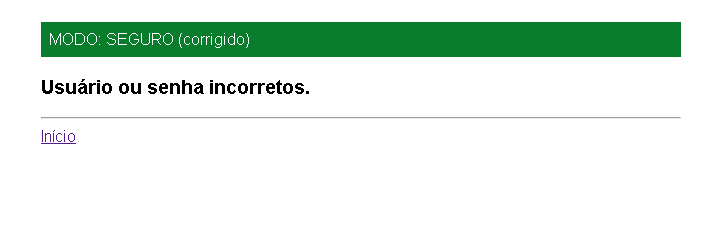 MODO: SEGURO (corrigido)
Usuário ou senha incorretos.
Início